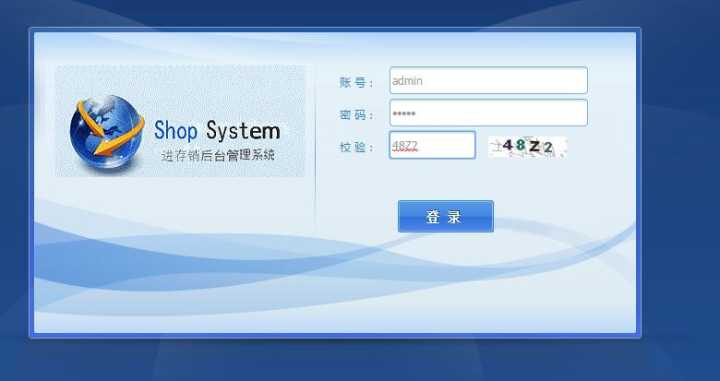 Shop System
进存销后台管理系统
账 号：
admin
密 码：
•••••
校 验：
48Z2
48Z2
登 录